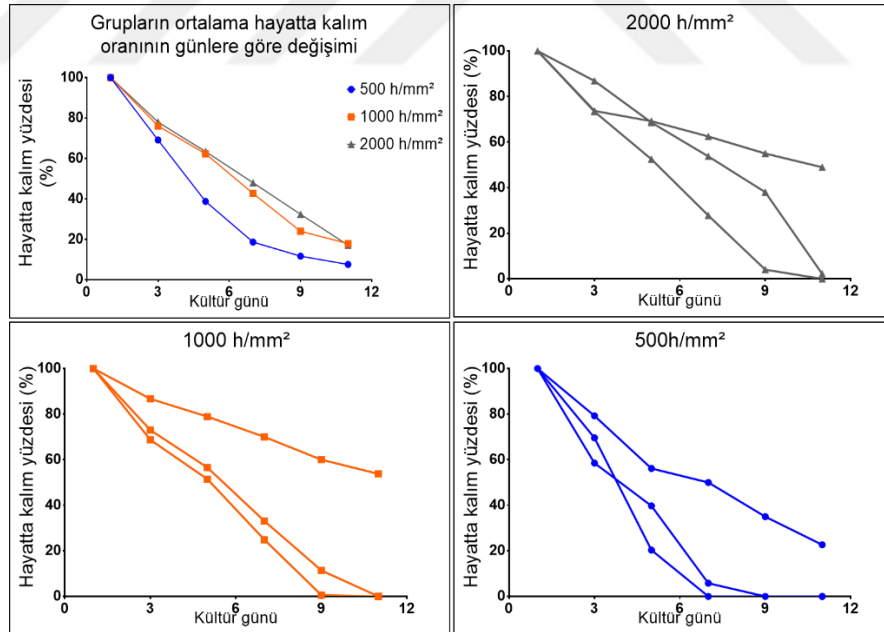 Grupların ortalama hayatta kalım
oranının günlere göre değişimi
500 h/mm²
1000 h/mm²
2000 h/mm²
Hayatta kalım yüzdesi
(%)
100
80
60
40
20
0
0
3
6
9
12
Kültür günü
2000 h/mm²
Hayatta kalım yüzdesi (%)
100
80
60
40
20
0
0
3
6
9
12
Kültür günü
1000 h/mm²
Hayatta kalım yüzdesi (%)
100
80
60
40
20
0
0
3
6
9
12
Kültür günü
500h/mm²
Hayatta kalım yüzdesi (%)
100
80
60
40
20
0
0
3
6
9
12
Kültür günü